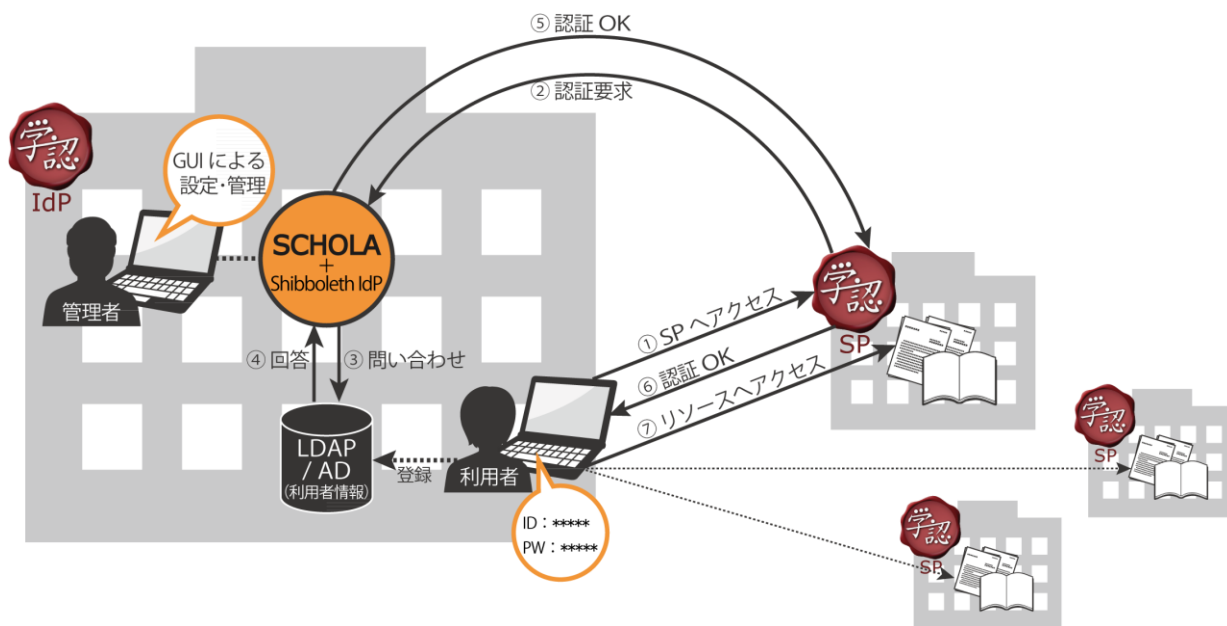 ⑤ 認証 OK
② 認証要求
学認
IdP
GUI による
設定・管理
管理者
SCHOLA
+
Shibboleth IdP
④ 回答
③ 問い合わせ
LDAP
/ AD
(利用者情報)
登録
利用者
ID：*****
PW：*****
① SP へアクセス
⑥ 認証 OK
⑦ リソースへアクセス
学認
SP
学認
SP
学認
SP